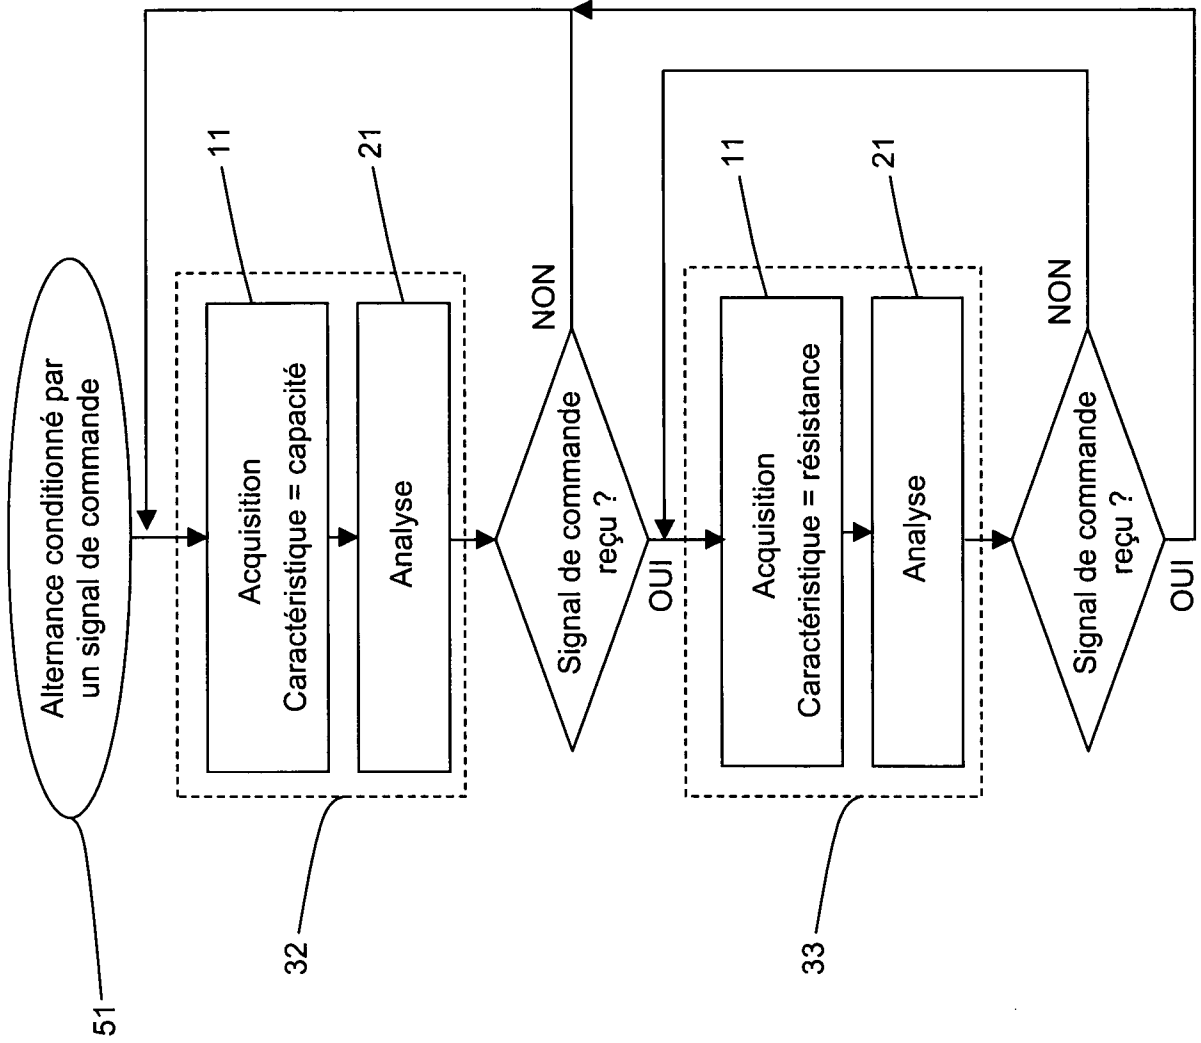 Alternance conditionné par
un signal de commande
51
Acquisition
Caractéristique = capacité
11
Analyse
21
32
Signal de commande
reçu ?
NON
OUI
Acquisition
Caractéristique = résistance
11
Analyse
21
33
Signal de commande
reçu ?
NON
OUI